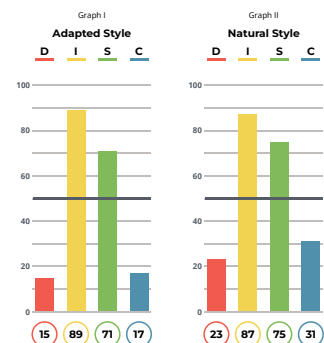 Graph I
Adapted Style
D I S C
100
80
60
40
20
0
15 89 71 17
Graph II
Natural Style
D I S C
100
80
60
40
20
0
23 87 75 31